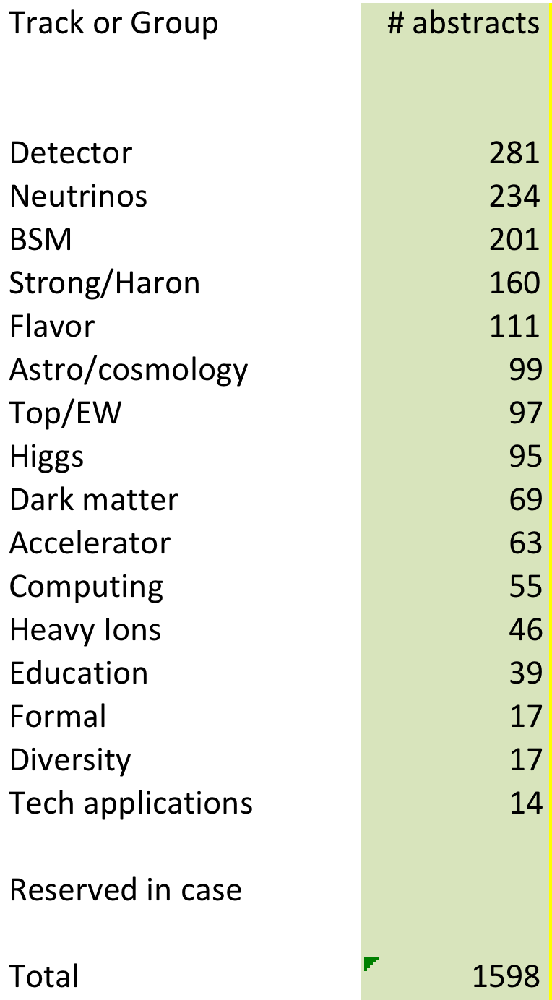 Track or Group # abstracts
Detector 281
Neutrinos 234
BSM 201
Strong/Haron 160
Flavor 111
Astro/cosmology 99
Top/EW 97
Higgs 95
Dark matter 69
Accelerator 63
Computing 55
Heavy Ions 46
Education 39
Formal 17
Diversity 17
Tech applications 14
Reserved in case
Total 1598